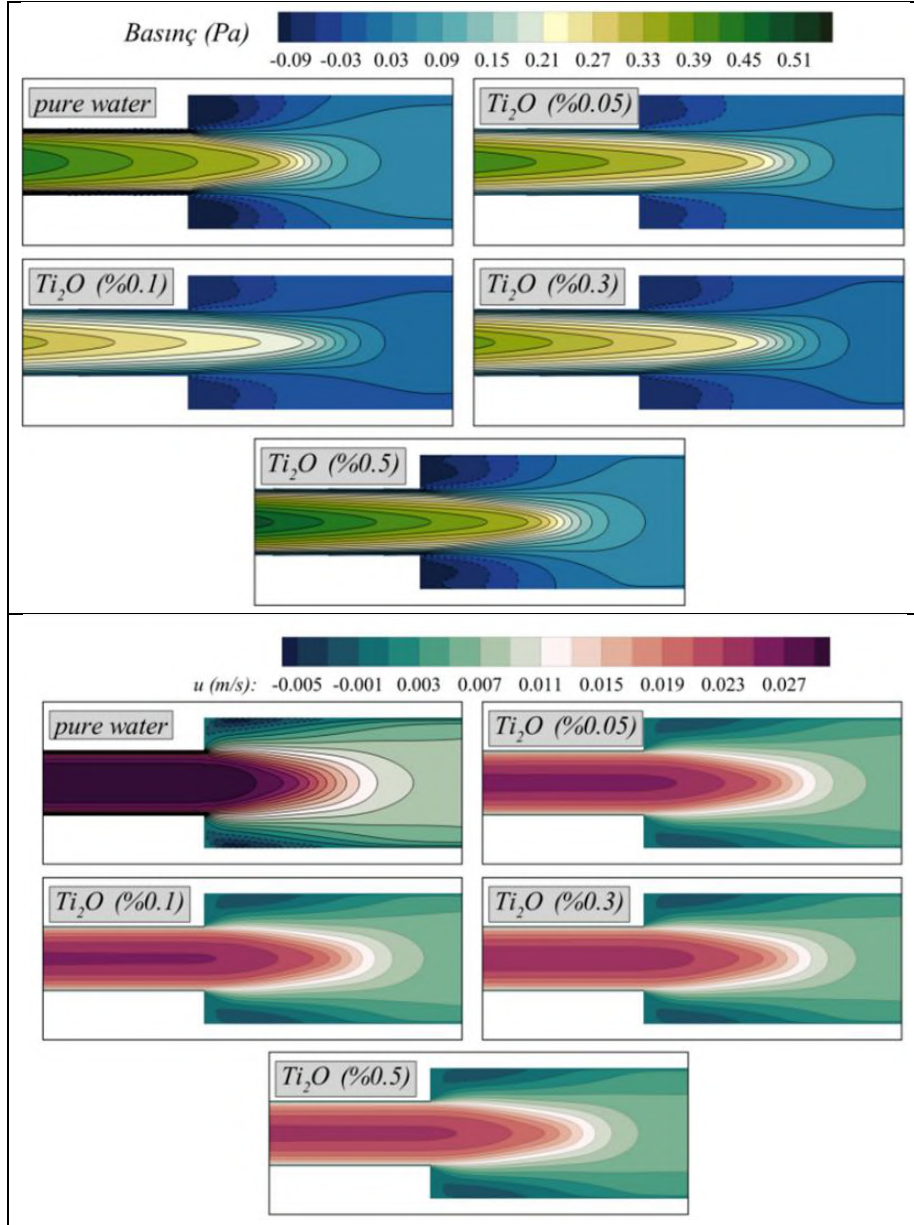 Basınç (Pa)
-0.09 -0.03 0.03 0.09 0.15 0.21 0.27 0.33 0.39 0.45 0.51
pure water
Ti₂O (%0.05)
Ti₂O (%0.1)
Ti₂O (%0.3)
Ti₂O (%0.5)
u (m/s): -0.005 -0.001 0.003 0.007 0.011 0.015 0.019 0.023 0.027
pure water
Ti₂O (%0.05)
Ti₂O (%0.1)
Ti₂O (%0.3)
Ti₂O (%0.5)